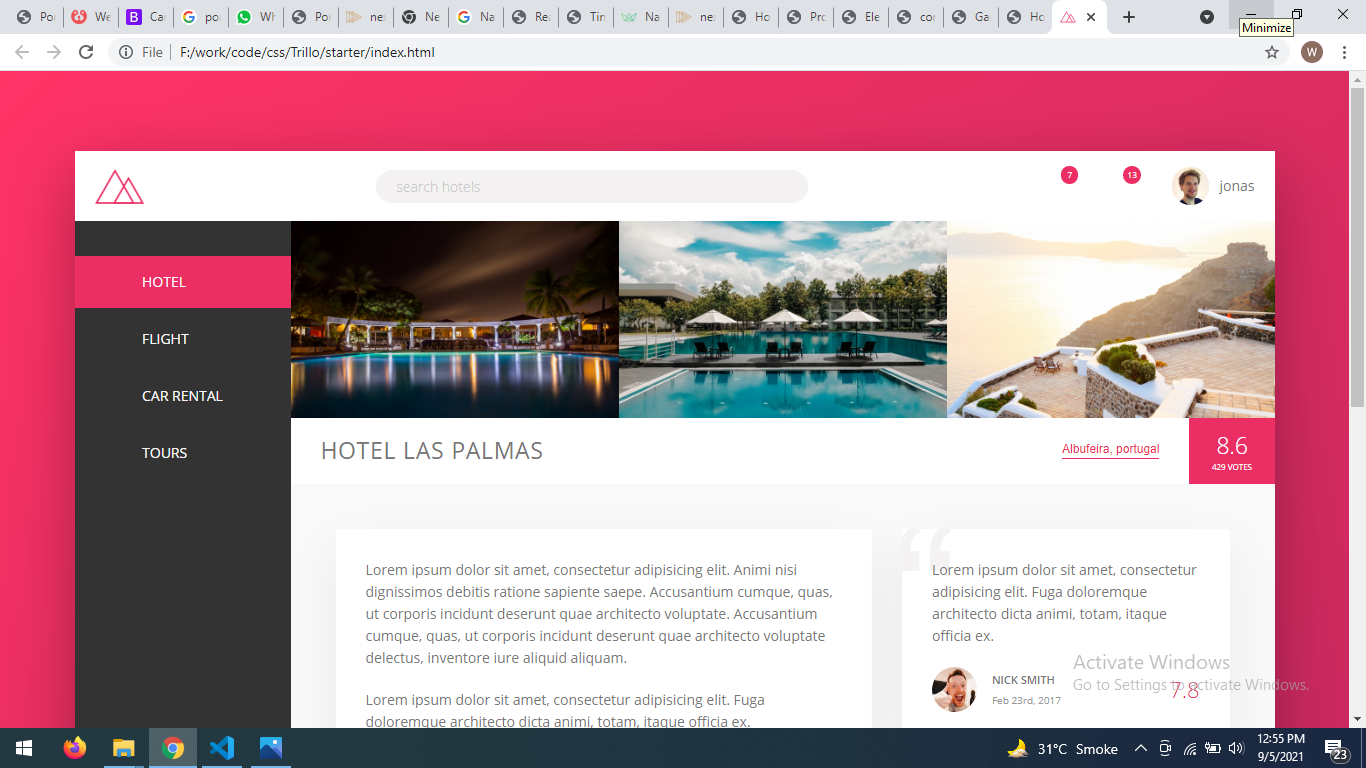 Po
We
B Ca
G po
Wh
Po
ne
Ne
G Na
Re
Tin
Na
ne
Ho
Pro
Ele
co
Ga
Ho
Minimize
File F:/work/code/css/Trillo/starter/index.html W
search hotels
7
13
jonas
HOTEL
FLIGHT
CAR RENTAL
TOURS
HOTEL LAS PALMAS
Albufeira, portugal
8.6
429 VOTES
Lorem ipsum dolor sit amet, consectetur adipisicing elit. Animi nisi
dignissimos debitis ratione sapiente saepe. Accusantium cumque, quas,
ut corporis incidunt deserunt quae architecto voluptate. Accusantium
cumque, quas, ut corporis incidunt deserunt quae architecto voluptate
delectus, inventore iure aliquid aliquam.
Lorem ipsum dolor sit amet, consectetur adipisicing elit. Fuga
doloremque architecto dicta animi, totam, itaque officia ex.
“
Lorem ipsum dolor sit amet, consectetur
adipisicing elit. Fuga doloremque
architecto dicta animi, totam, itaque
officia ex.
NICK SMITH
Feb 23rd, 2017
7.8
Activate Windows
Go to Settings to activate Windows.
31°C Smoke
12:55 PM
9/5/2021
23